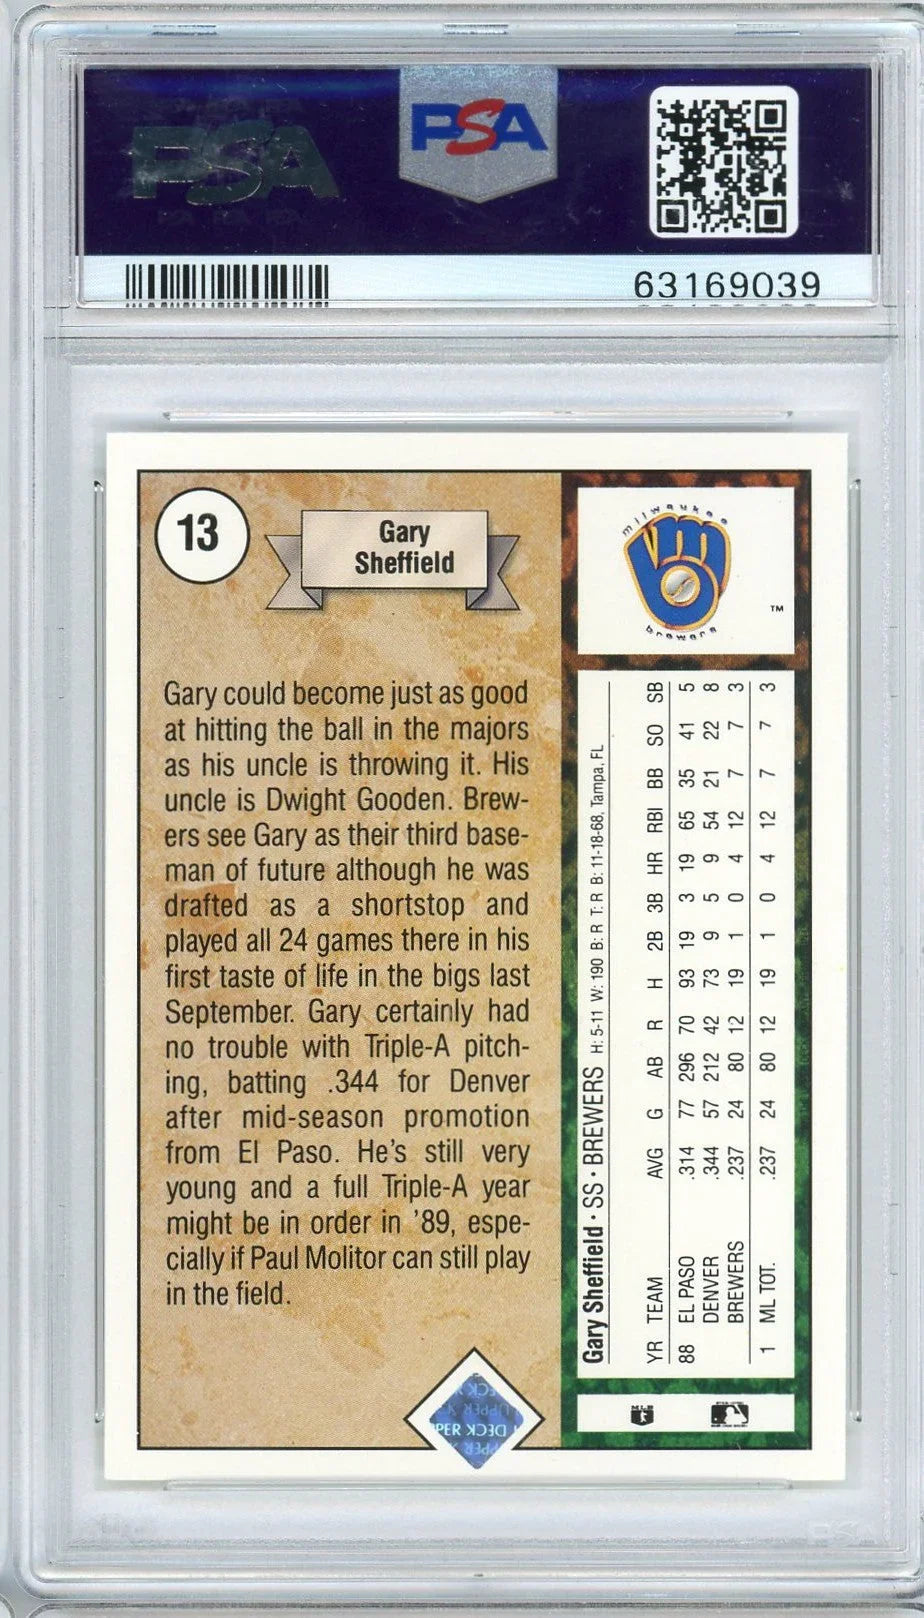 PSA
PSA
63169039
13
Gary
Sheffield
milwaukee
brewers
TM
Gary could become just as good
at hitting the ball in the majors
as his uncle is throwing it. His
uncle is Dwight Gooden. Brew-
ers see Gary as their third base-
man of future although he was
drafted as a shortstop and
played all 24 games there in his
first taste of life in the bigs last
September. Gary certainly had
no trouble with Triple-A pitch-
ing, batting .344 for Denver
after mid-season promotion
from El Paso. He's still very
young and a full Triple-A year
might be in order in '89, espe-
cially if Paul Molitor can still play
in the field.
Gary Sheffield · SS · BREWERS H: 5-11 W: 190 B: R T: R B: 11-18-68, Tampa, FL
YR TEAM AVG G AB R H 2B 3B HR RBI BB SO SB
88 EL PASO .314 77 296 70 93 19 3 19 65 35 41 5
DENVER .344 57 212 42 73 9 5 9 54 21 22 8
BREWERS .237 24 80 12 19 1 0 4 12 7 7 3
1 ML TOT. .237 24 80 12 19 1 0 4 12 7 7 3
UPPER DECK